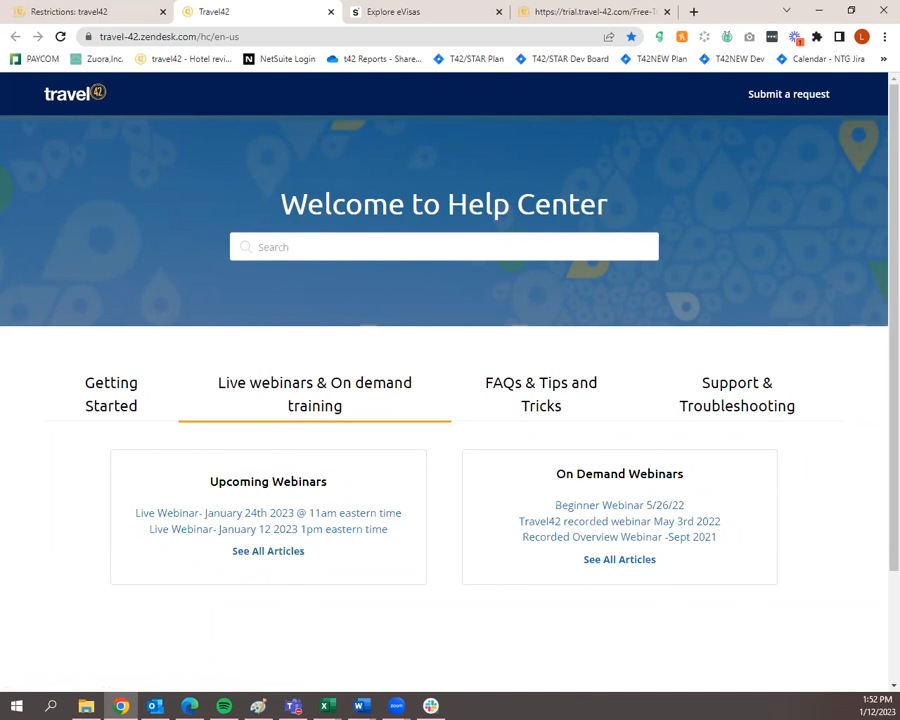 Restrictions: travel42
Travel42
Explore eVisas
https://trial.travel-42.com/Free-T
travel-42.zendesk.com/hc/en-us
L
PAYCOM
Zuora,Inc.
travel42 - Hotel revi...
NetSuite Login
t42 Reports - Share...
T42/STAR Plan
T42/STAR Dev Board
T42NEW Plan
T42NEW Dev
Calendar - NTG Jira
»
travel42
Submit a request
Welcome to Help Center
Search
Getting
Started
Live webinars & On demand
training
FAQs & Tips and
Tricks
Support &
Troubleshooting
Upcoming Webinars
Live Webinar- January 24th 2023 @ 11am eastern time
Live Webinar- January 12 2023 1pm eastern time
See All Articles
On Demand Webinars
Beginner Webinar 5/26/22
Travel42 recorded webinar May 3rd 2022
Recorded Overview Webinar -Sept 2021
See All Articles
1:52 PM
1/12/2023